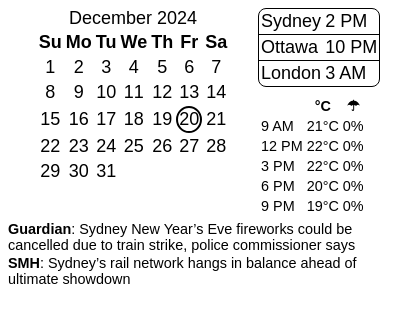 December 2024
Su Mo Tu We Th Fr Sa
1 2 3 4 5 6 7
8 9 10 11 12 13 14
15 16 17 18 19 20 21
22 23 24 25 26 27 28
29 30 31
Sydney 2 PM
Ottawa 10 PM
London 3 AM
°C ☂
9 AM 21°C 0%
12 PM 22°C 0%
3 PM 22°C 0%
6 PM 20°C 0%
9 PM 19°C 0%
Guardian: Sydney New Year’s Eve fireworks could be
cancelled due to train strike, police commissioner says
SMH: Sydney’s rail network hangs in balance ahead of
ultimate showdown